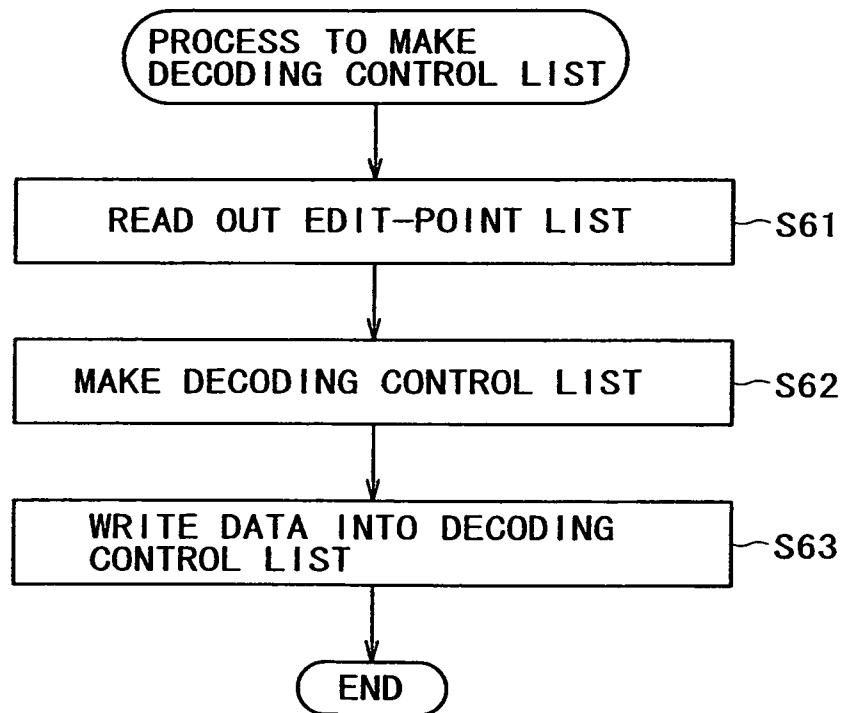 PROCESS TO MAKE
DECODING CONTROL LIST
READ OUT EDIT-POINT LIST
S61
MAKE DECODING CONTROL LIST
S62
WRITE DATA INTO DECODING
CONTROL LIST
S63
END